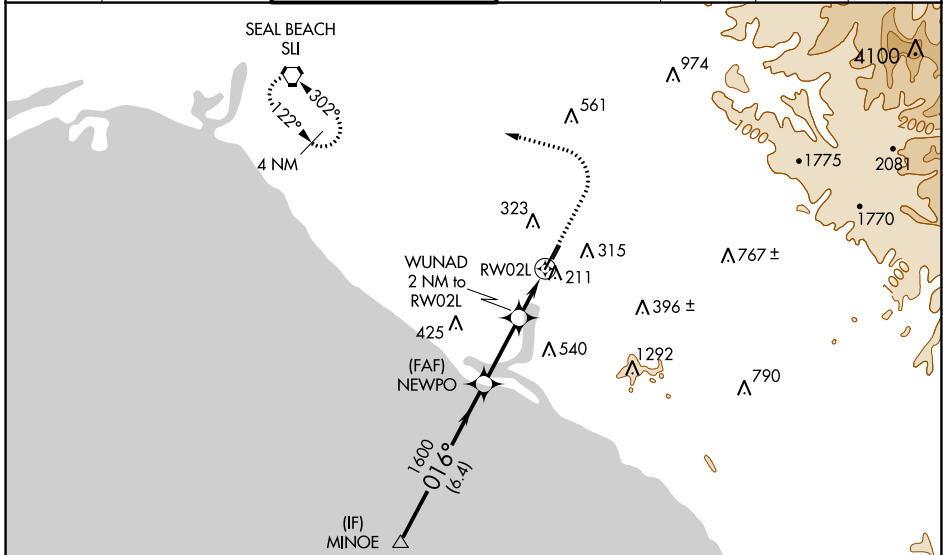 SEAL BEACH
SLI
302°
122°
4 NM
974
4100
561
1000
2000
1775
2081
1770
323
315
767 ±
WUNAD
2 NM to
RW02L
RW02L
211
396 ±
425
540
1292
790
(FAF)
NEWPO
1600
016°
(6.4)
(IF)
MINOE